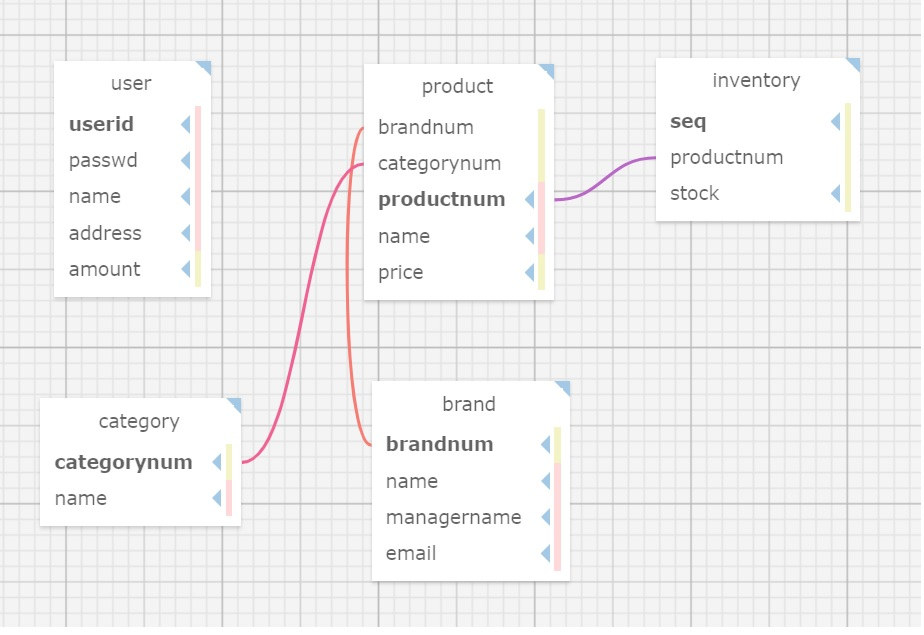 user
userid
passwd
name
address
amount
product
brandnum
categorynum
productnum
name
price
inventory
seq
productnum
stock
category
categorynum
name
brand
brandnum
name
managername
email